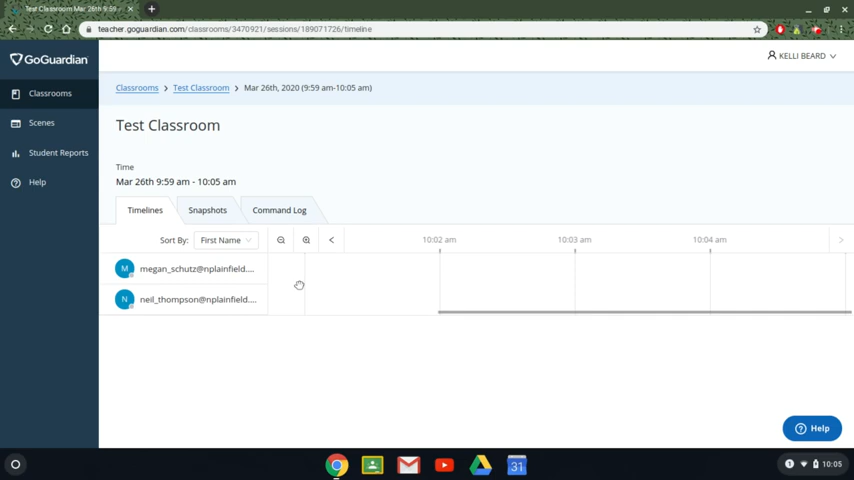 Test Classroom Mar 26th 9:59
teacher.goguardian.com/classrooms/3470921/sessions/189071726/timeline
GoGuardian
KELLI BEARD
Classrooms
Scenes
Student Reports
Help
Classrooms > Test Classroom > Mar 26th, 2020 (9:59 am-10:05 am)
Test Classroom
Time
Mar 26th 9:59 am - 10:05 am
Timelines Snapshots Command Log
Sort By: First Name 10:02 am 10:03 am 10:04 am
M megan_schutz@nplainfield....
N neil_thompson@nplainfield....
Help
31
1 10:05